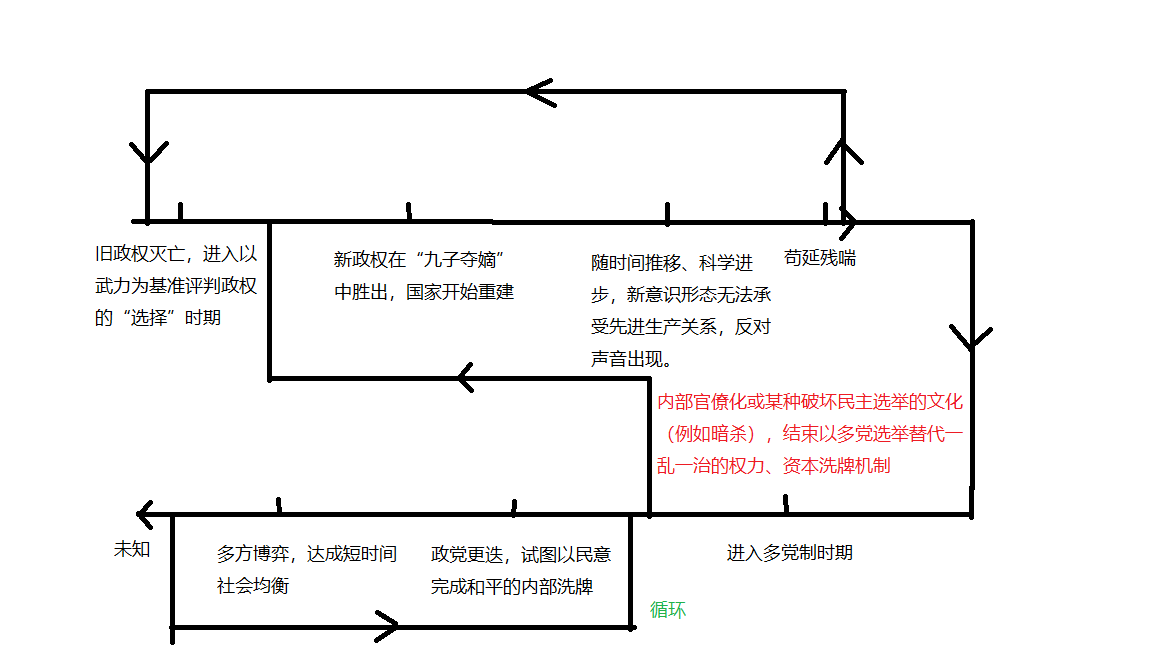 旧政权灭亡，进入以
武力为基准评判政权
的“选择”时期
新政权在“九子夺嫡”
中胜出，国家开始重建
随时间推移、科学进
步，新意识形态无法承
受先进生产关系，反对
声音出现。
苟延残喘
内部官僚化或某种破坏民主选举的文化
（例如暗杀），结束以多党选举替代一
乱一治的权力、资本洗牌机制
未知
多方博弈，达成短时间
社会均衡
政党更迭，试图以民意
完成和平的内部洗牌
进入多党制时期
循环